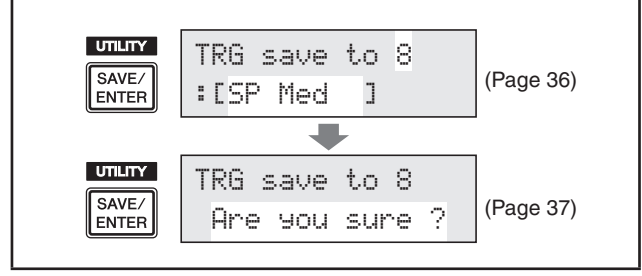 UTILITY
SAVE/
ENTER
TRG save to 8
:[SP Med  ]
(Page 36)
UTILITY
SAVE/
ENTER
TRG save to 8
Are you sure ?
(Page 37)